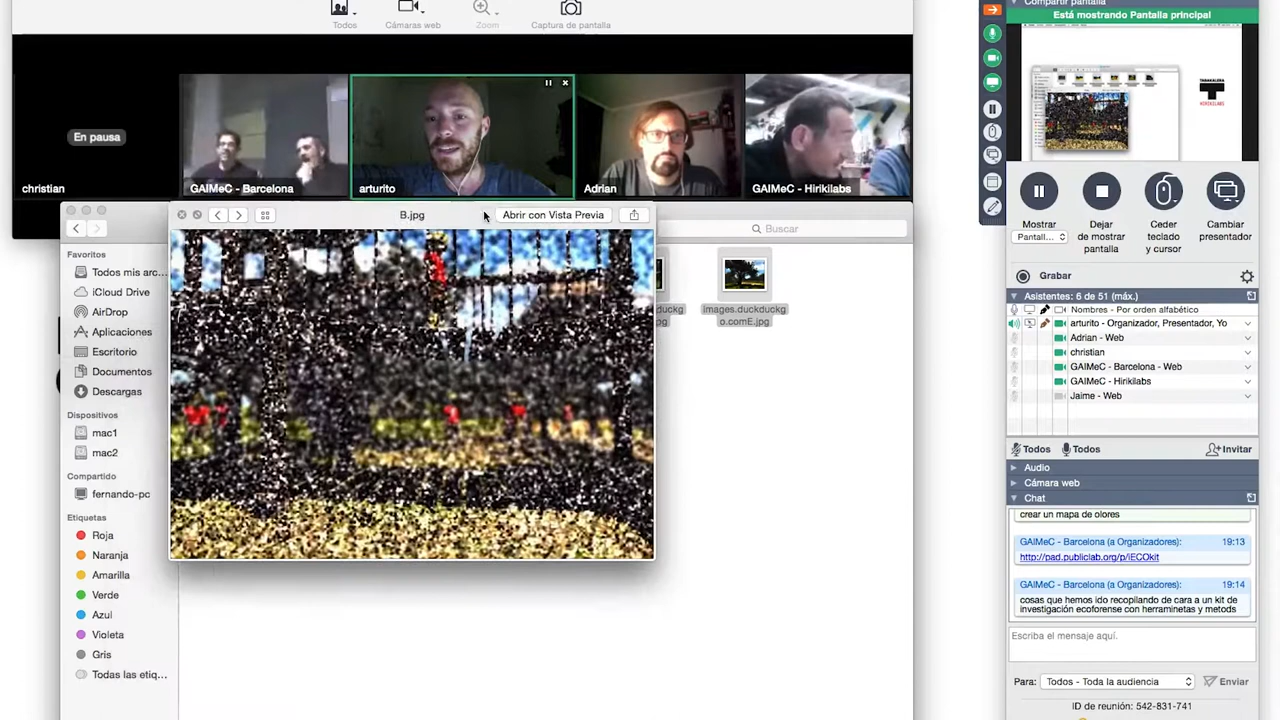 Todos
Cámaras web
Zoom
Captura de pantalla
En pausa
christian
GAIMeC - Barcelona
arturito
Adrian
GAIMeC - Hirikilabs
B.jpg
Abrir con Vista Previa
Buscar
Favoritos
Todos mis arc...
iCloud Drive
AirDrop
Aplicaciones
Escritorio
Documentos
Descargas
Dispositivos
mac1
mac2
Compartido
fernando-pc
Etiquetas
Roja
Naranja
Amarilla
Verde
Azul
Violeta
Gris
Todas las etiq...
images.duckduckg
o.comE.jpg
Compartir pantalla
Está mostrando Pantalla principal
TABAKALERA
HIRIKILABS
Mostrar
Pantall...
Dejar
de mostrar
pantalla
Ceder
teclado
y cursor
Cambiar
presentador
Grabar
Asistentes: 6 de 51 (máx.)
Nombres - Por orden alfabético
arturito - Organizador, Presentador, Yo
Adrian - Web
christian
GAIMeC - Barcelona - Web
GAIMeC - Hirikilabs
Jaime - Web
Todos
Todos
Invitar
Audio
Cámara web
Chat
crear un mapa de olores
GAIMeC - Barcelona (a Organizadores): 19:13
http://pad.publiclab.org/p/iECOkit
GAIMeC - Barcelona (a Organizadores): 19:14
cosas que hemos ido recopilando de cara a un kit de
investigación ecoforense con herraminetas y metods
Escriba el mensaje aquí.
Para: Todos - Toda la audiencia
Enviar
ID de reunión: 542-831-741